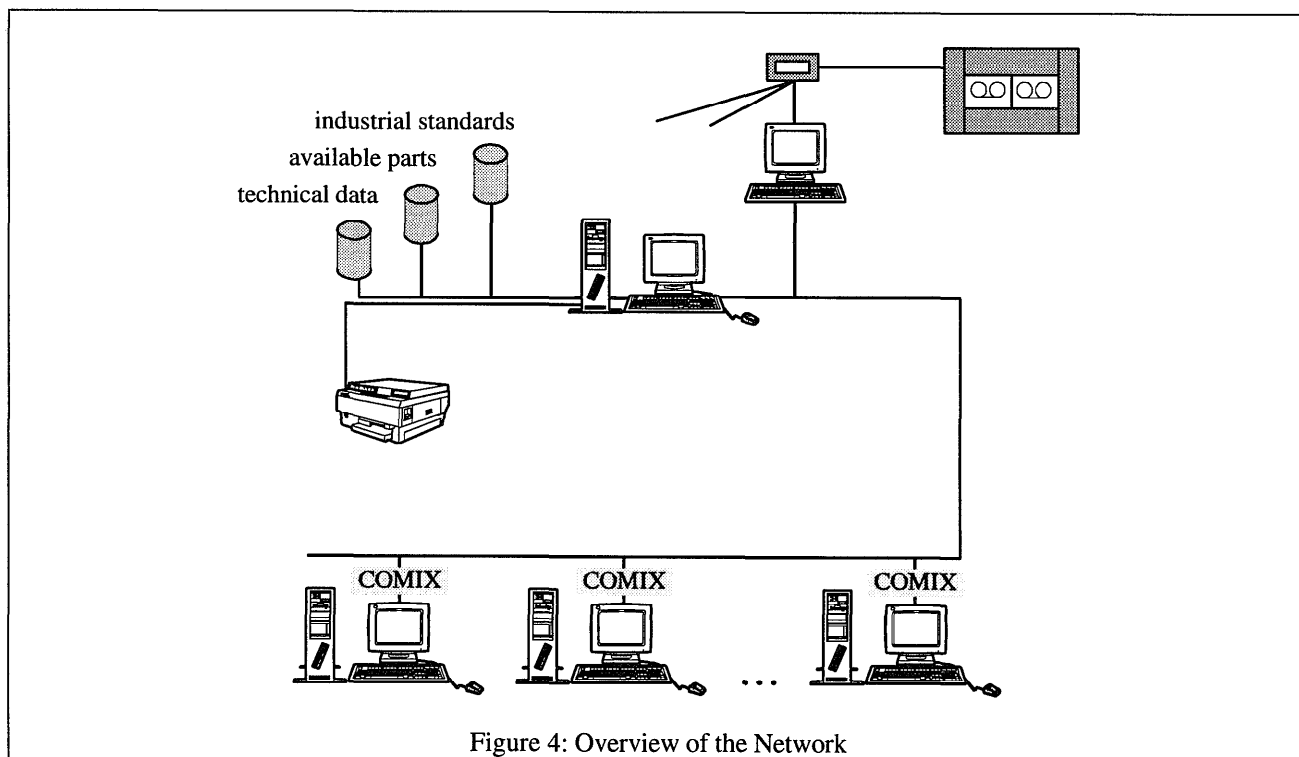 industrial standards
available parts
technical data
COMIX COMIX COMIX
. . .
Figure 4: Overview of the Network